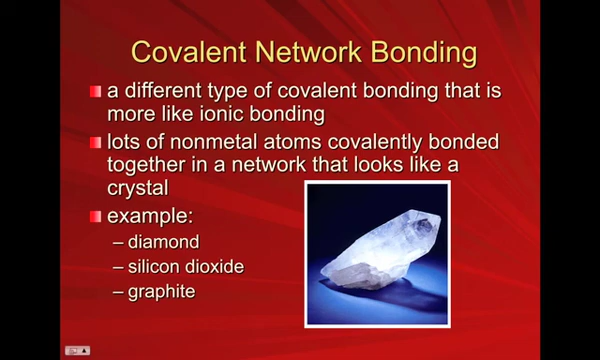 Covalent Network Bonding
a different type of covalent bonding that is
more like ionic bonding
lots of nonmetal atoms covalently bonded
together in a network that looks like a
crystal
example:
– diamond
– silicon dioxide
– graphite